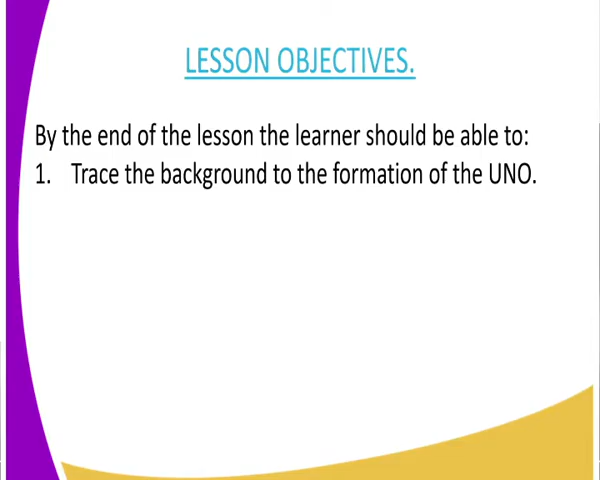 LESSON OBJECTIVES.
By the end of the lesson the learner should be able to:
1. Trace the background to the formation of the UNO.